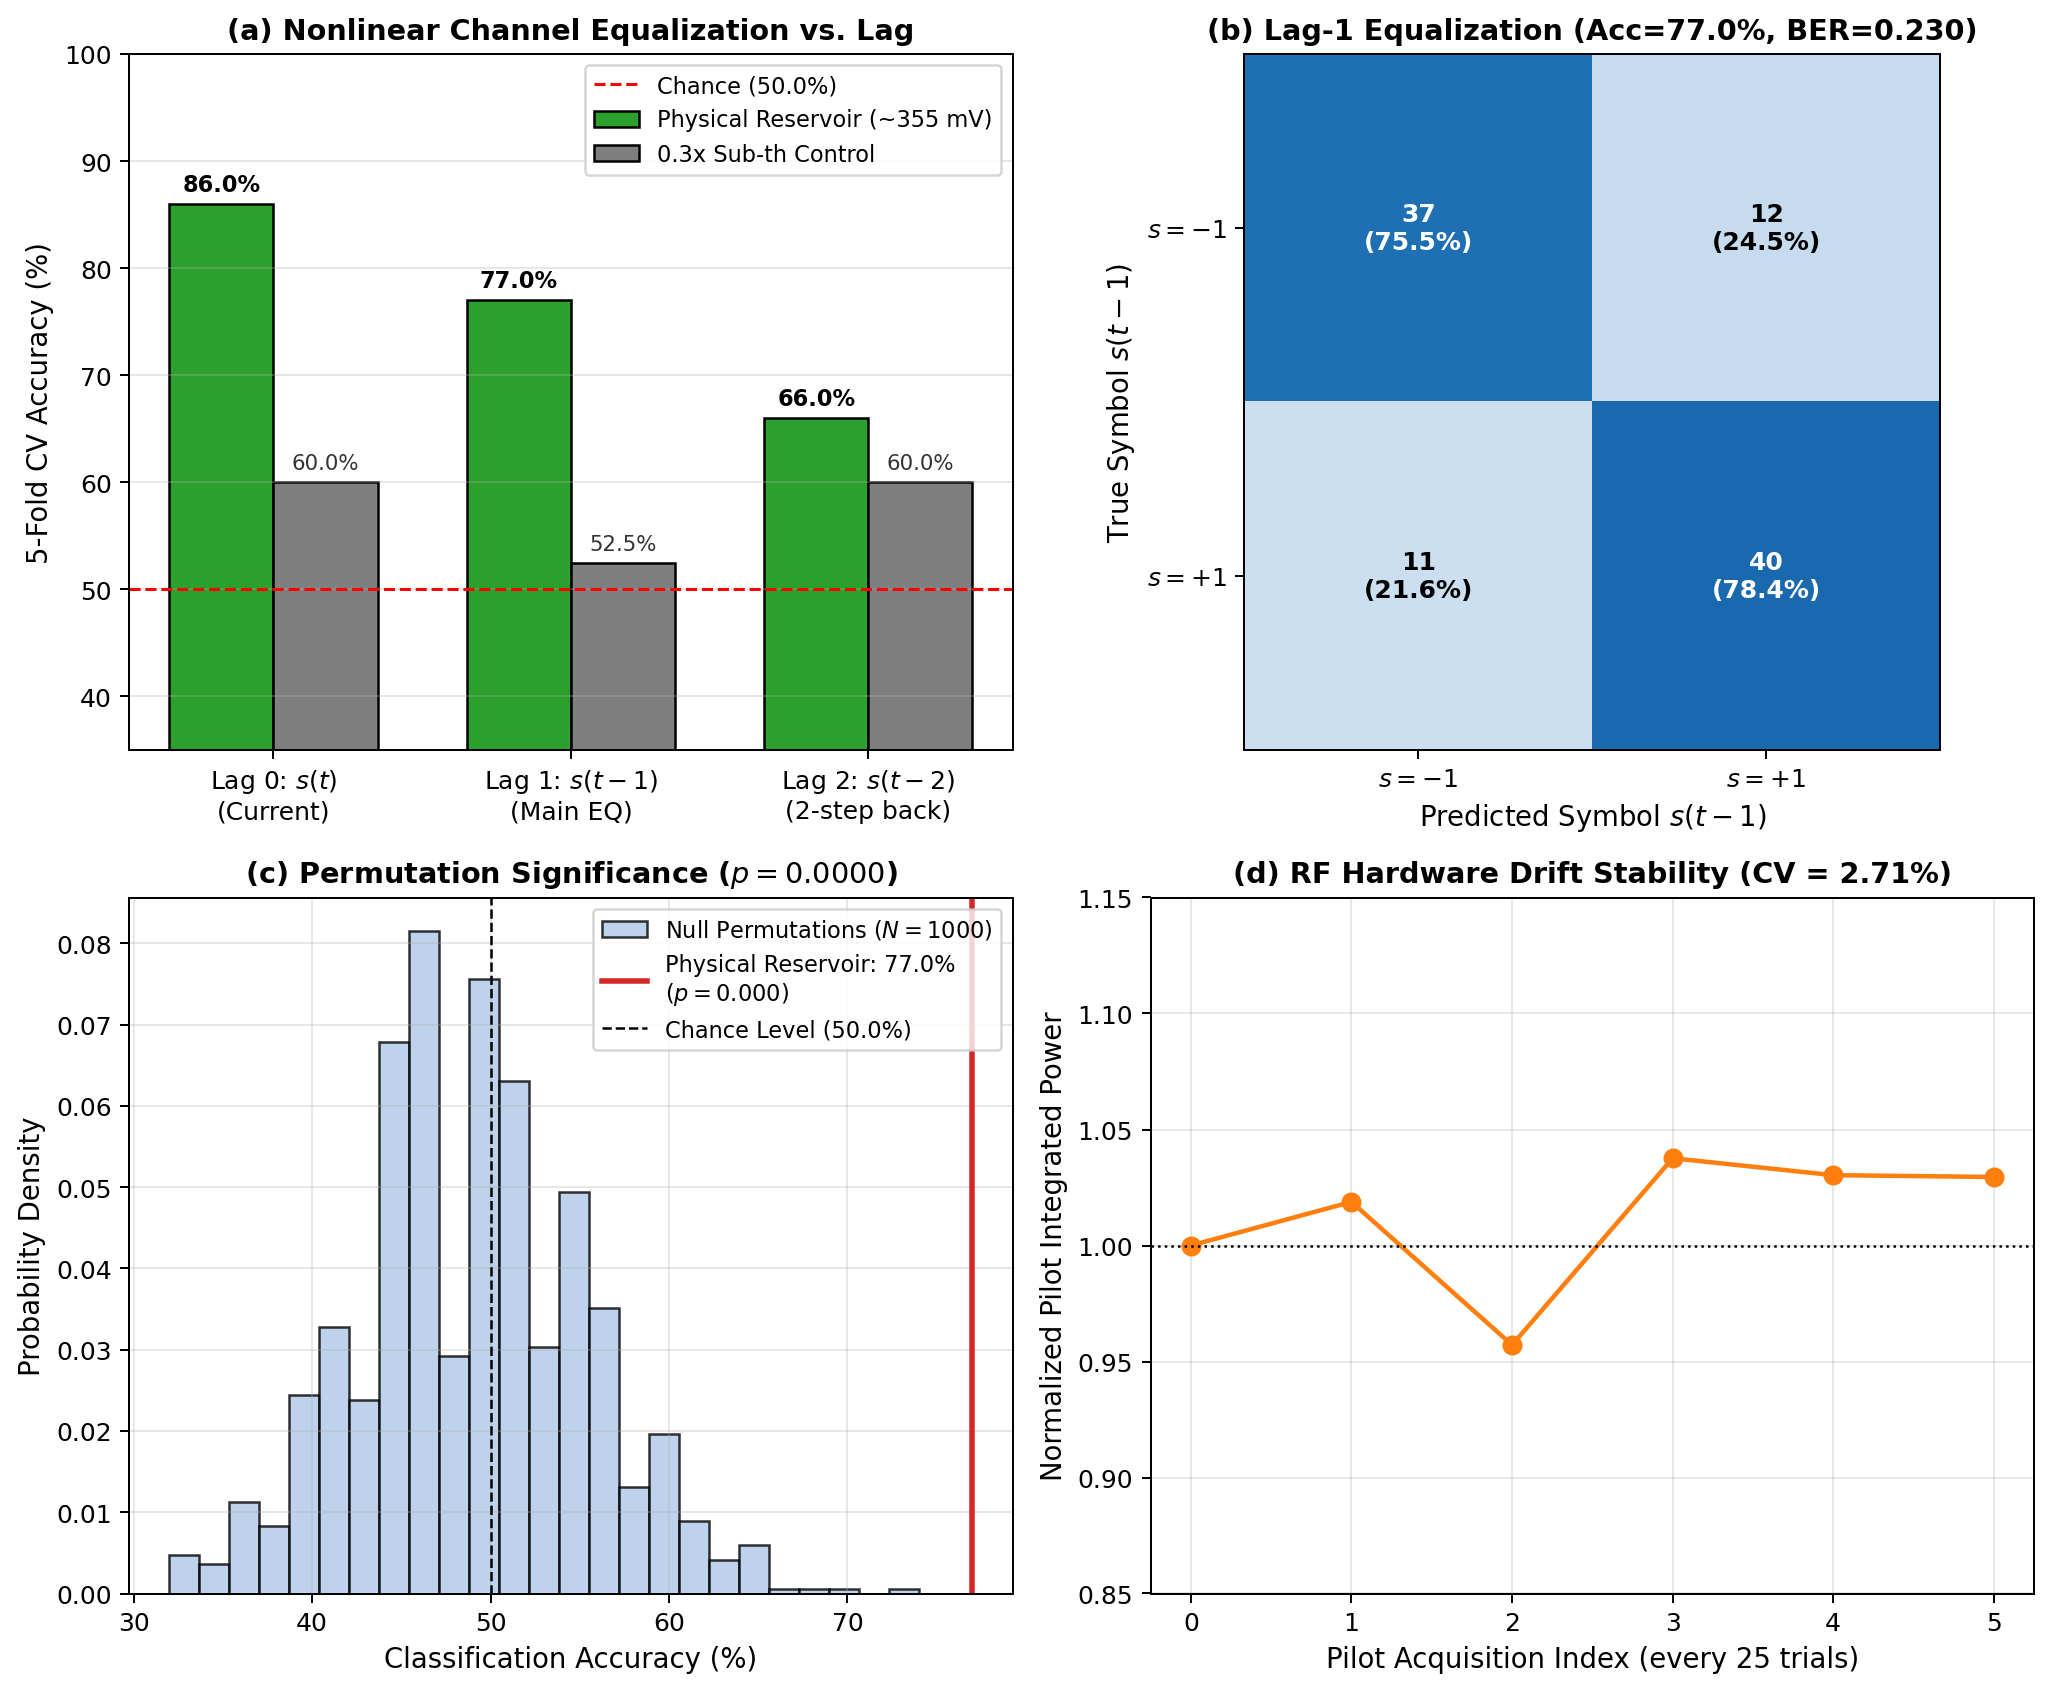 (a) Nonlinear Channel Equalization vs. Lag
5-Fold CV Accuracy (%)
100
90
80
70
60
50
40
Chance (50.0%)
Physical Reservoir (~355 mV)
0.3x Sub-th Control
86.0%
60.0%
77.0%
52.5%
66.0%
60.0%
Lag 0: s(t)
(Current)
Lag 1: s(t − 1)
(Main EQ)
Lag 2: s(t − 2)
(2-step back)
(b) Lag-1 Equalization (Acc=77.0%, BER=0.230)
True Symbol s(t − 1)
s = −1
s = +1
37
(75.5%)
12
(24.5%)
11
(21.6%)
40
(78.4%)
s = −1
s = +1
Predicted Symbol s(t − 1)
(c) Permutation Significance (p = 0.0000)
Probability Density
0.08
0.07
0.06
0.05
0.04
0.03
0.02
0.01
0.00
Null Permutations (N = 1000)
Physical Reservoir: 77.0%
(p = 0.000)
Chance Level (50.0%)
30
40
50
60
70
Classification Accuracy (%)
(d) RF Hardware Drift Stability (CV = 2.71%)
Normalized Pilot Integrated Power
1.15
1.10
1.05
1.00
0.95
0.90
0.85
0
1
2
3
4
5
Pilot Acquisition Index (every 25 trials)